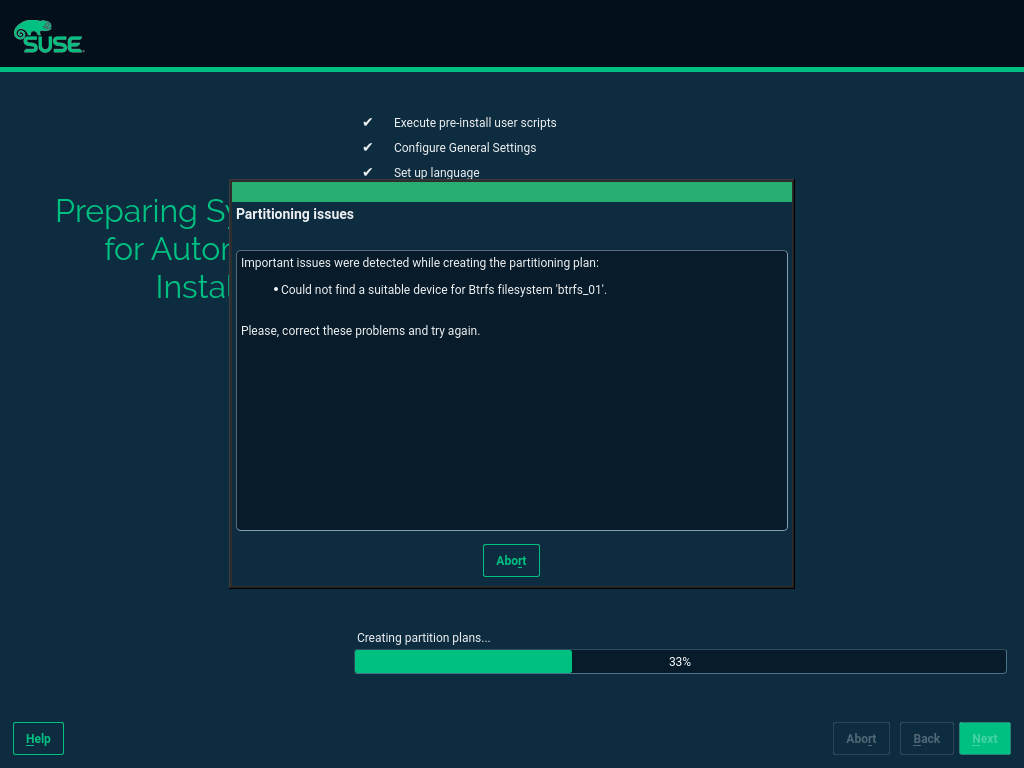 SUSE
Execute pre-install user scripts
Configure General Settings
Set up language
Preparing Sy
for Autor
Instal
Partitioning issues
Important issues were detected while creating the partitioning plan:
• Could not find a suitable device for Btrfs filesystem 'btrfs_01'.
Please, correct these problems and try again.
Abort
Creating partition plans...
33%
Help
Abort
Back
Next